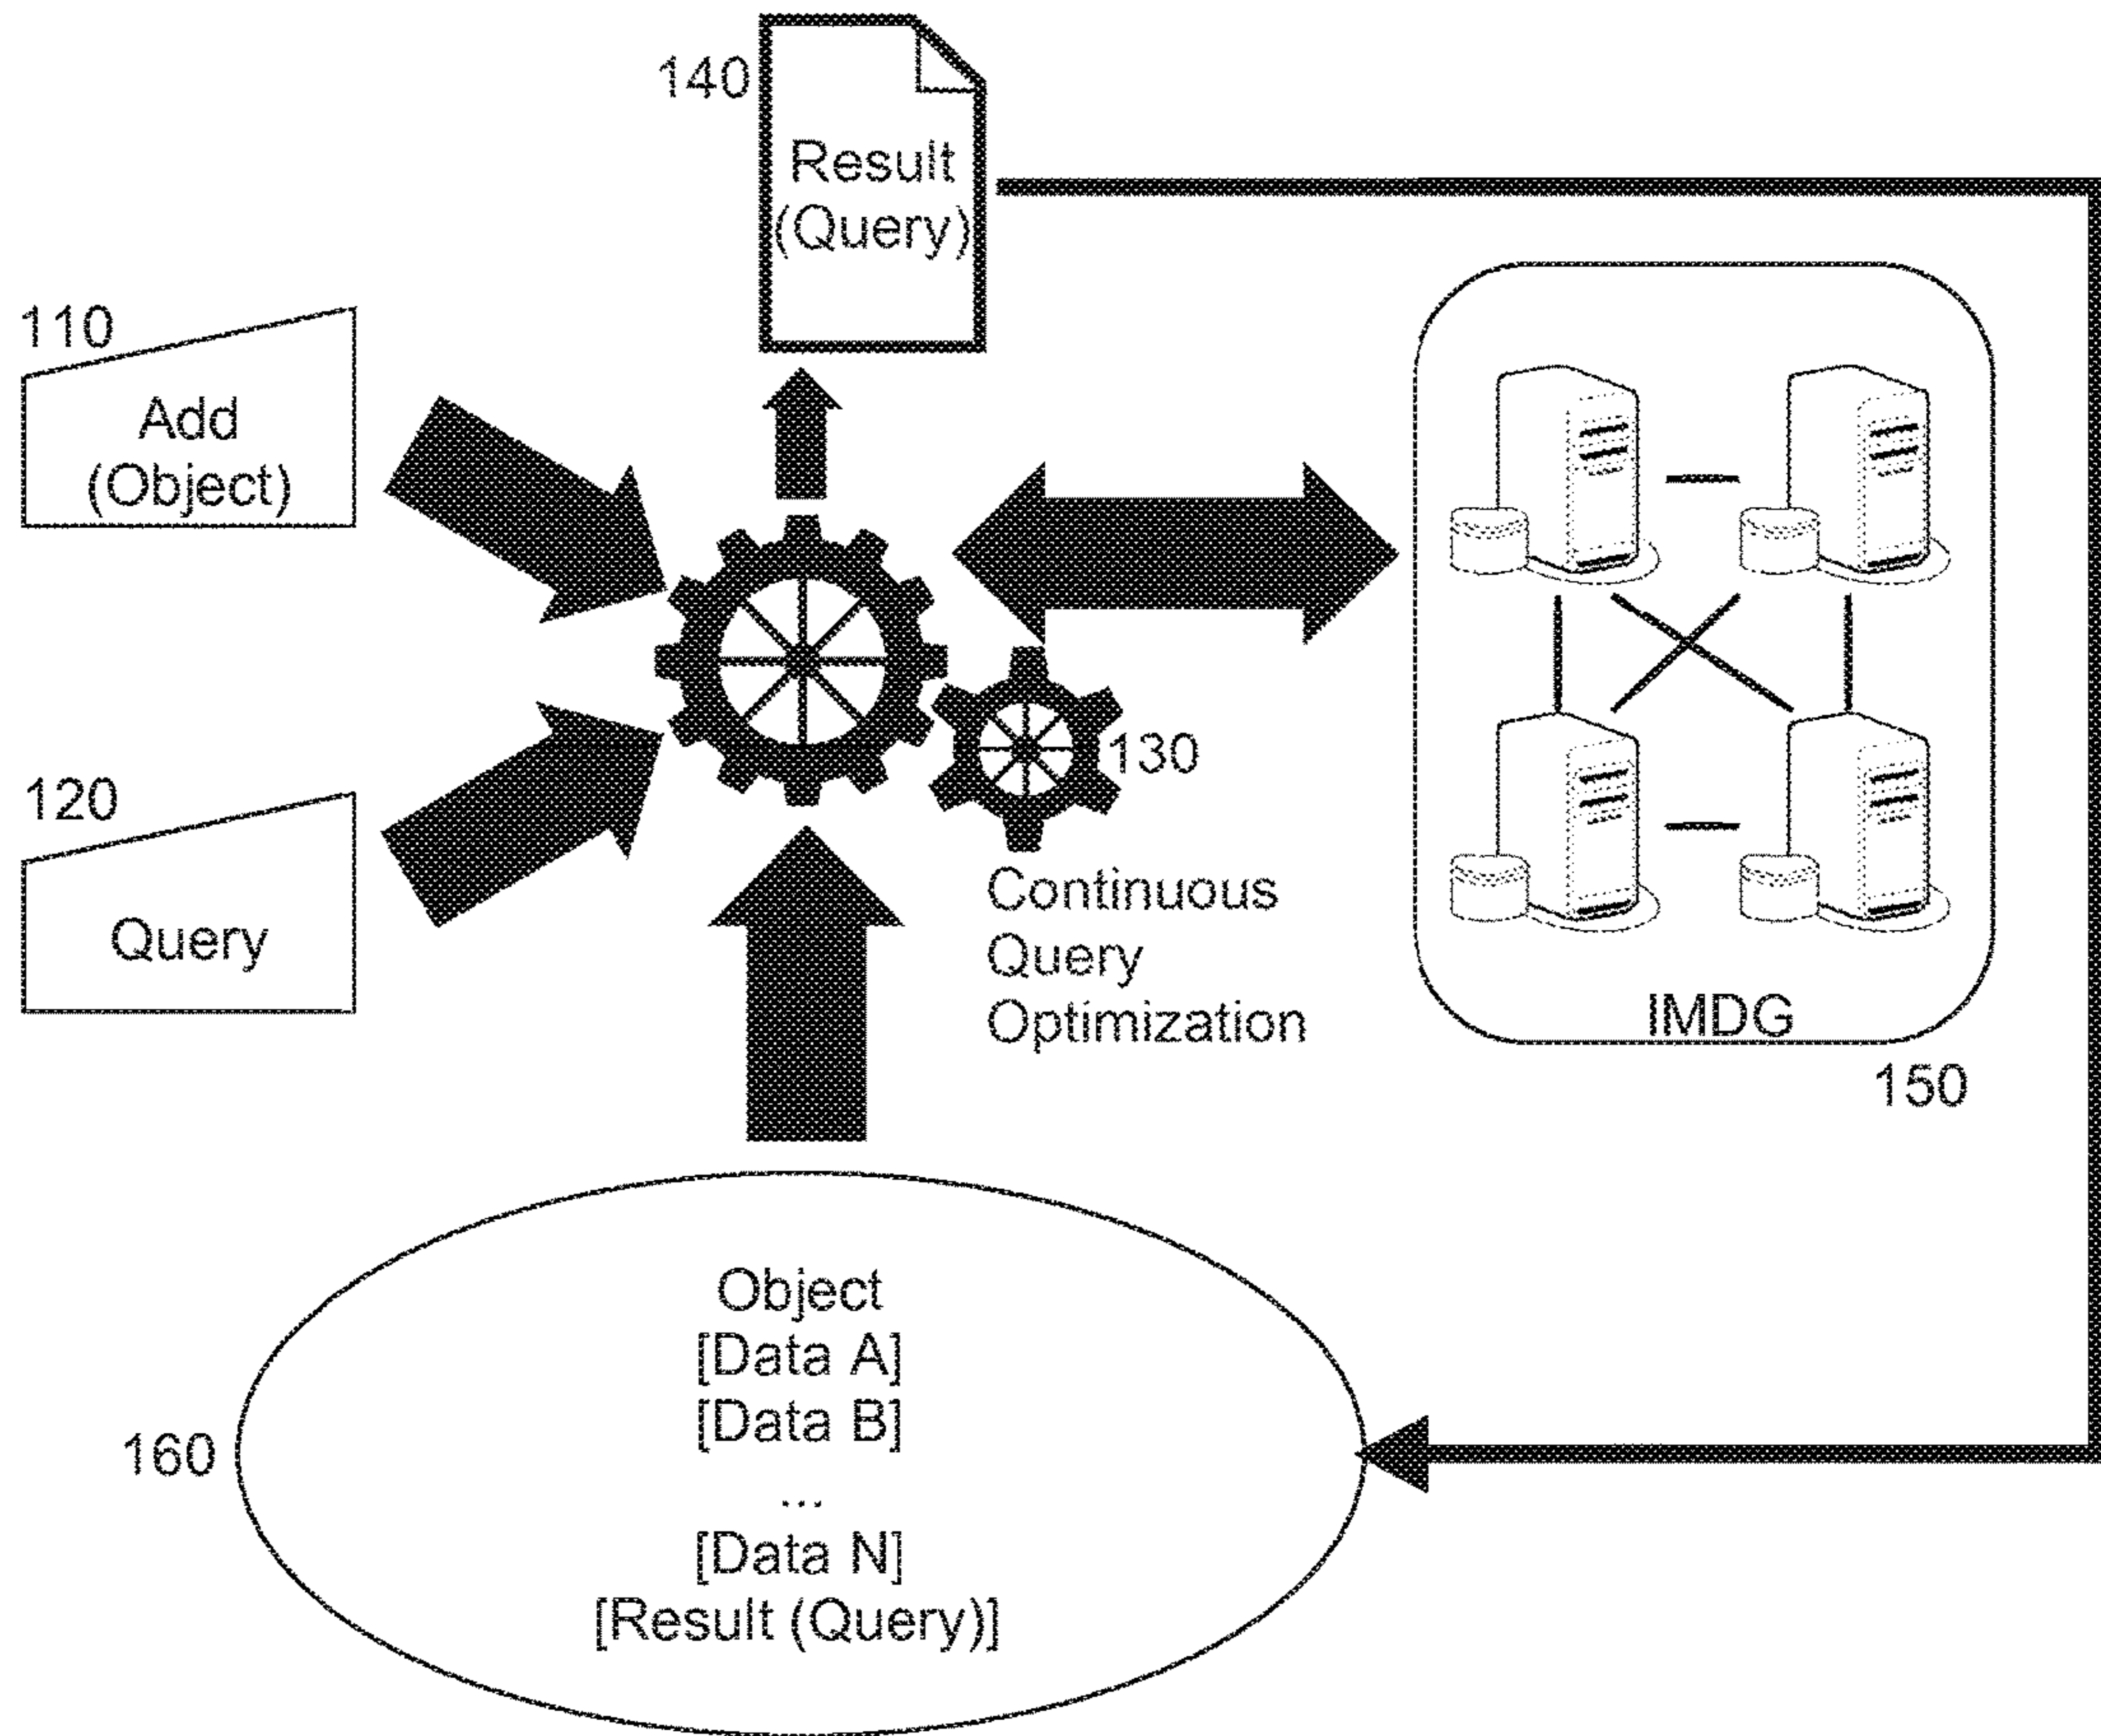 140
Result
(Query)
110
Add
(Object)
120
Query
130
Continuous
Query
Optimization
IMDG
150
160
Object
[Data A]
[Data B]
...
[Data N]
[Result (Query)]